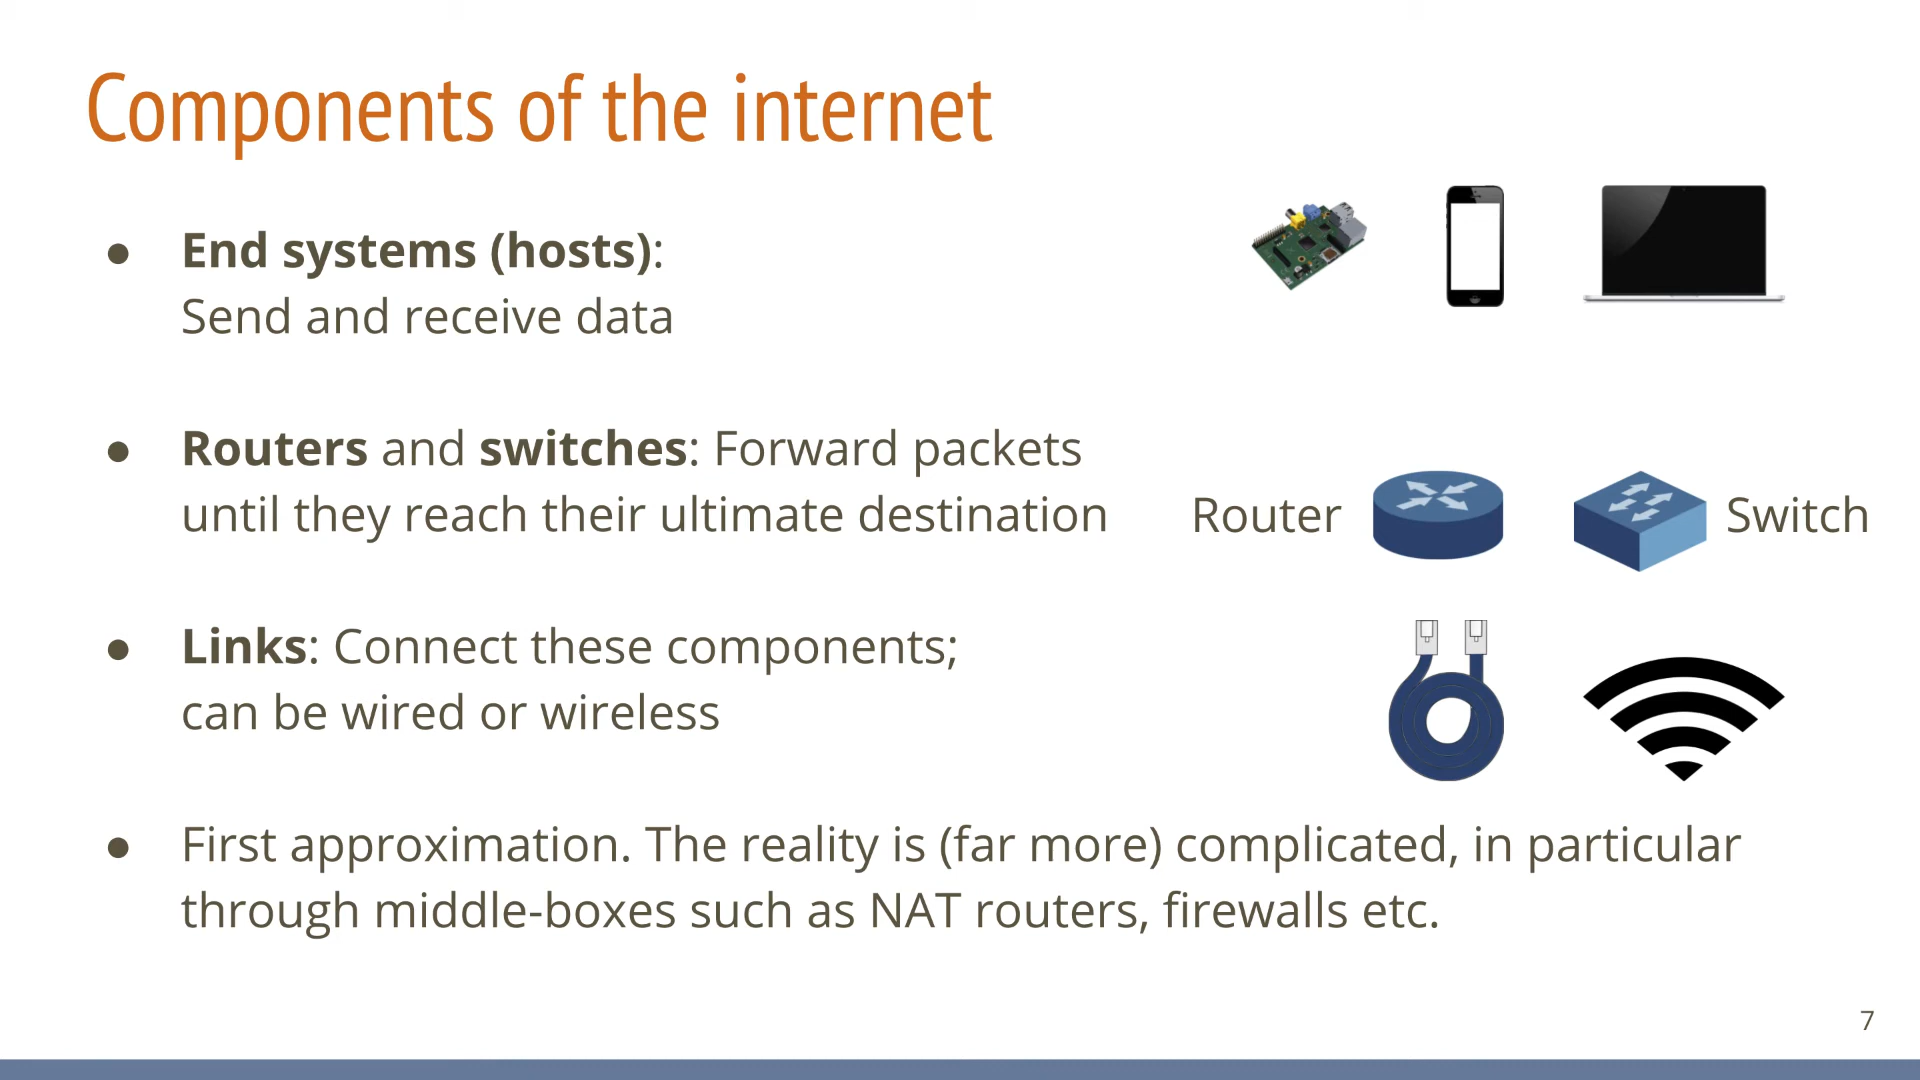 Components of the internet
● End systems (hosts):
Send and receive data
● Routers and switches: Forward packets
until they reach their ultimate destination
Router
Switch
● Links: Connect these components;
can be wired or wireless
● First approximation. The reality is (far more) complicated, in particular
through middle-boxes such as NAT routers, firewalls etc.
7